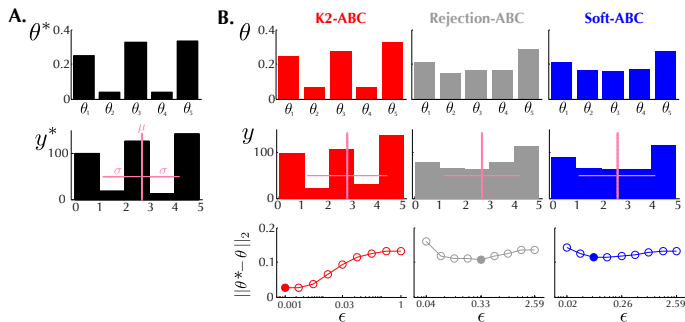 A.
B.
K2-ABC
Rejection-ABC
Soft-ABC
θ*
0.4
0.2
0
θ₁ θ₂ θ₃ θ₄ θ₅
θ
0.4
0.2
0
θ₁ θ₂ θ₃ θ₄ θ₅
θ₁ θ₂ θ₃ θ₄ θ₅
θ₁ θ₂ θ₃ θ₄ θ₅
y*
μ
σ σ
100
0
0 1 2 3 4 5
y
100
0
0 1 2 3 4 5
0 1 2 3 4 5
0 1 2 3 4 5
||θ*−θ||₂
0.2
0.1
0
0.001 0.03 1
ϵ
0.04 0.33 2.59
ϵ
0.02 0.26 2.59
ϵ